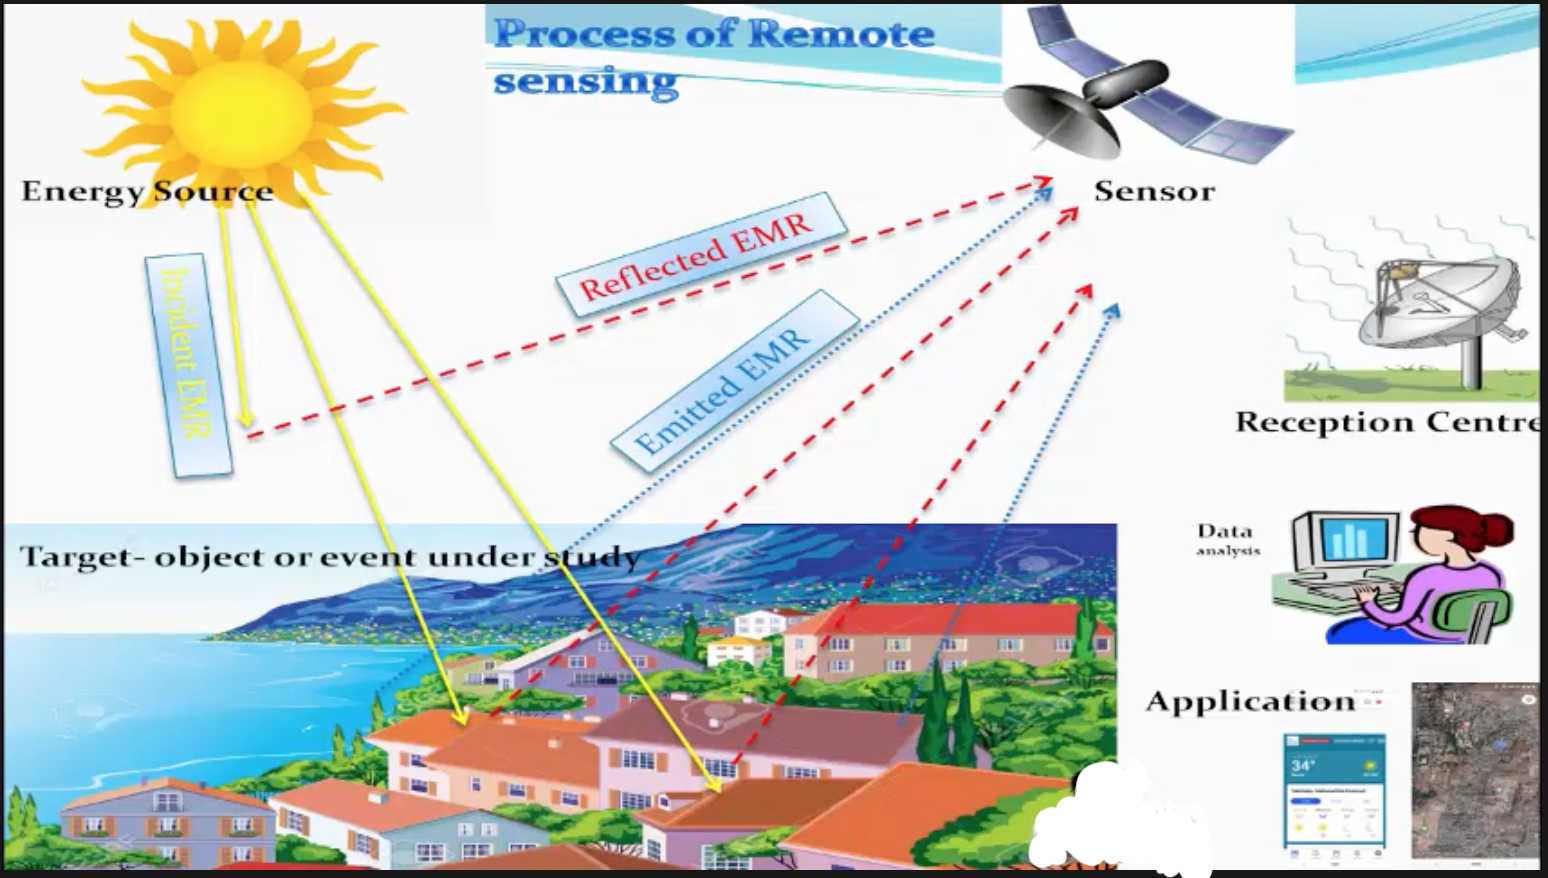 Process of Remote
sensing
Energy Source
Sensor
Reflected EMR
Incident EMR
Emitted EMR
Reception Centre
Target- object or event under study
Data
analysis
Application
34°